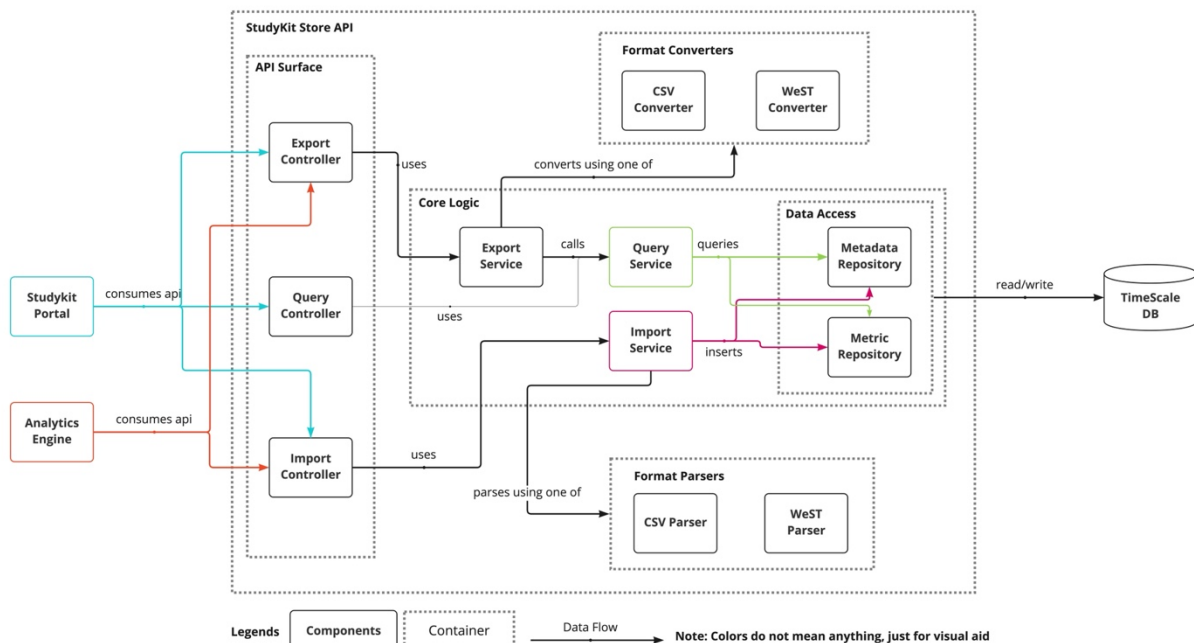 StudyKit Store API
API Surface
Format Converters
CSV
Converter
WeST
Converter
Export
Controller
uses
converts using one of
Core Logic
Data Access
Export
Service
calls
Query
Service
queries
Metadata
Repository
Studykit
Portal
consumes api
Query
Controller
uses
read/write
TimeScale
DB
Import
Service
inserts
Metric
Repository
Analytics
Engine
consumes api
Import
Controller
uses
parses using one of
Format Parsers
CSV Parser
WeST
Parser
Legends
Components
Container
Data Flow
Note: Colors do not mean anything, just for visual aid